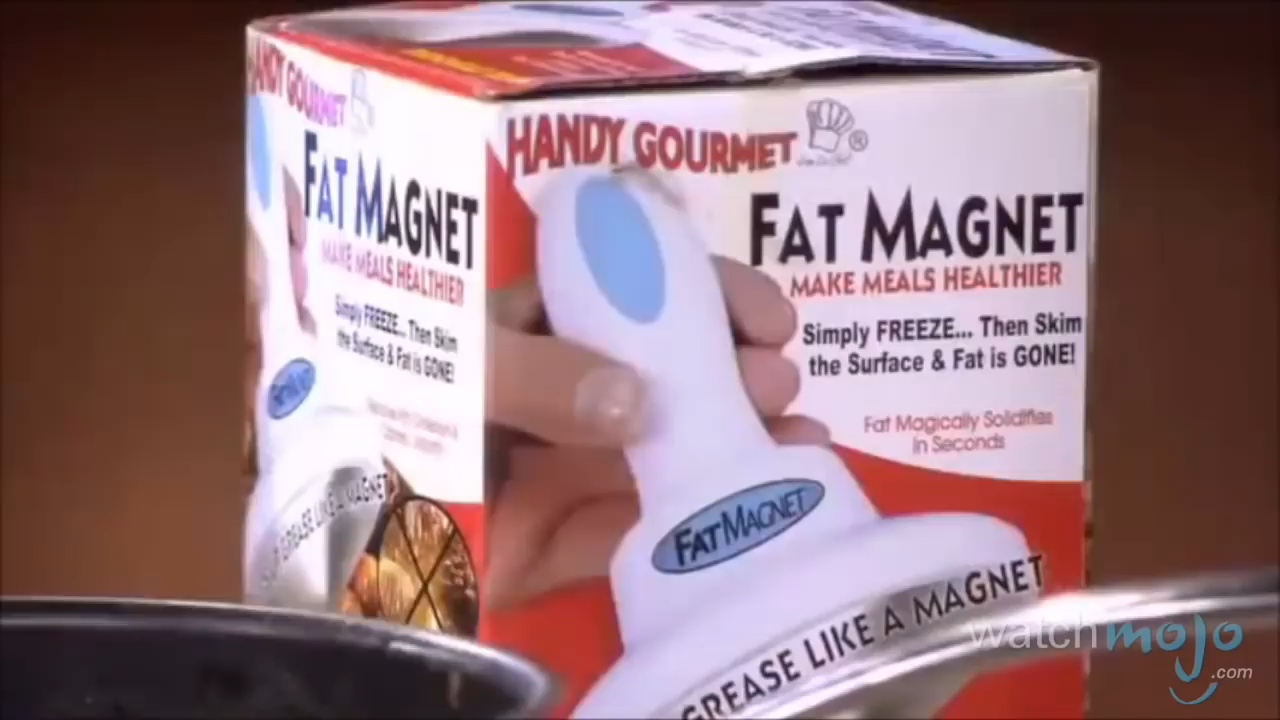 HANDY GOURMET
FAT MAGNET
MAKE MEALS HEALTHIER
Simply FREEZE... Then Skim
the Surface & Fat is GONE!
GREASE LIKE A MAGNET
HANDY GOURMET
®
FAT MAGNET
MAKE MEALS HEALTHIER
Simply FREEZE... Then Skim
the Surface & Fat is GONE!
Fat Magically Solidifies
in Seconds
FAT MAGNET
GREASE LIKE A MAGNET
watchmojo
.com